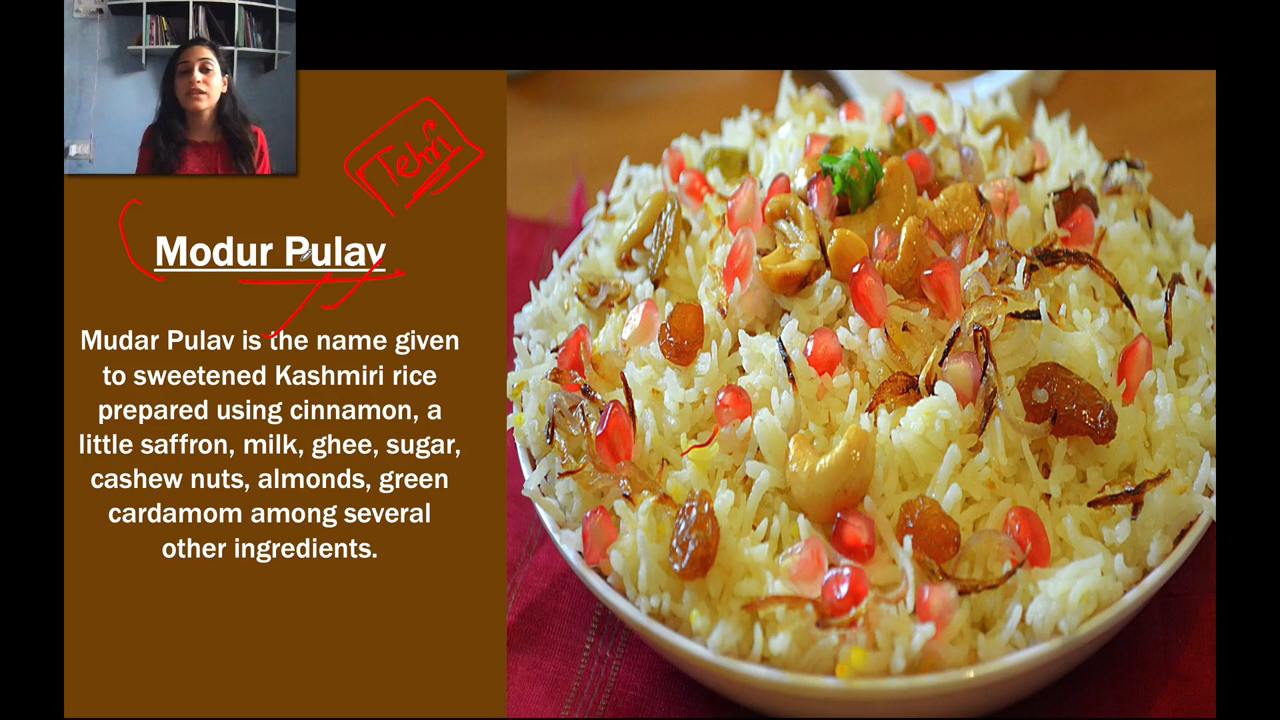 Tehri
Modur Pulav
Mudar Pulav is the name given
to sweetened Kashmiri rice
prepared using cinnamon, a
little saffron, milk, ghee, sugar,
cashew nuts, almonds, green
cardamom among several
other ingredients.